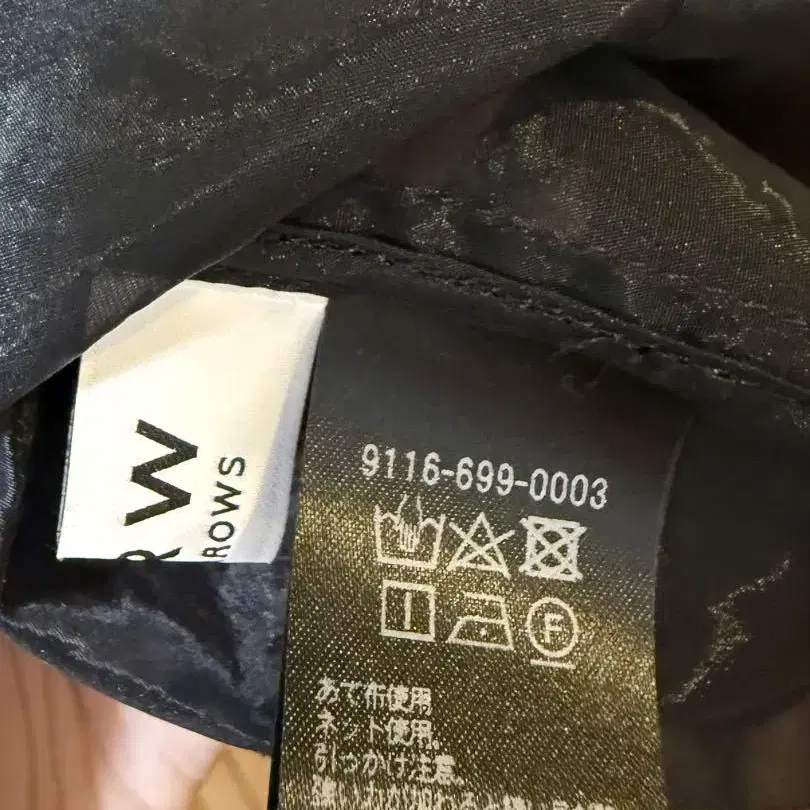 R W
ROWS
9116-699-0003
F
あて布使用
ネット使用。
引っかけ注意。